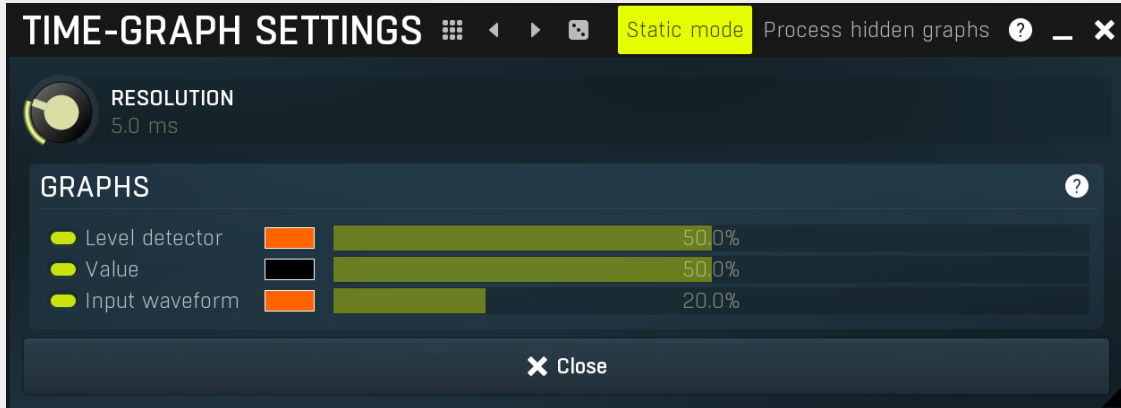 TIME-GRAPH SETTINGS Static mode Process hidden graphs ?
RESOLUTION
5.0 ms
GRAPHS ?
Level detector 50.0%
Value 50.0%
Input waveform 20.0%
Close